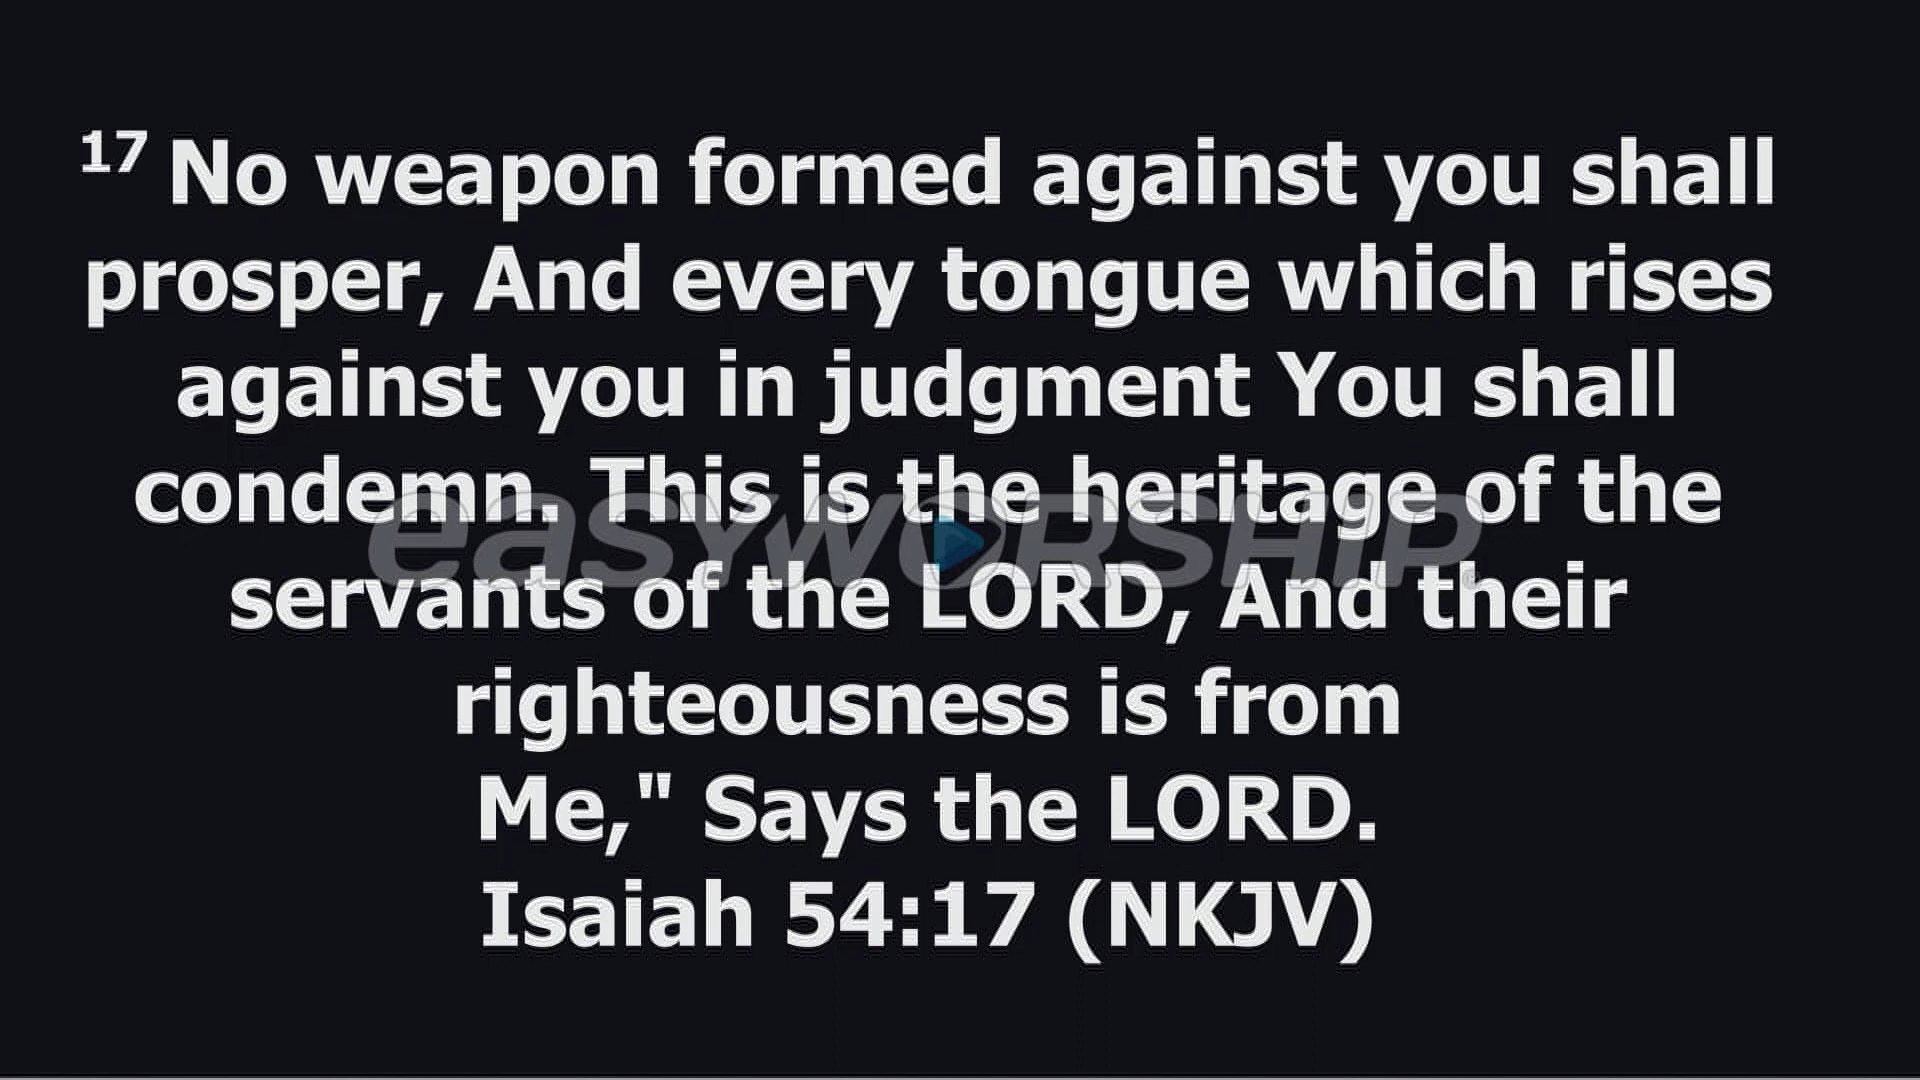 17 No weapon formed against you shall
prosper, And every tongue which rises
against you in judgment You shall
condemn. This is the heritage of the
easyworship
servants of the LORD, And their
righteousness is from
Me," Says the LORD.
Isaiah 54:17 (NKJV)